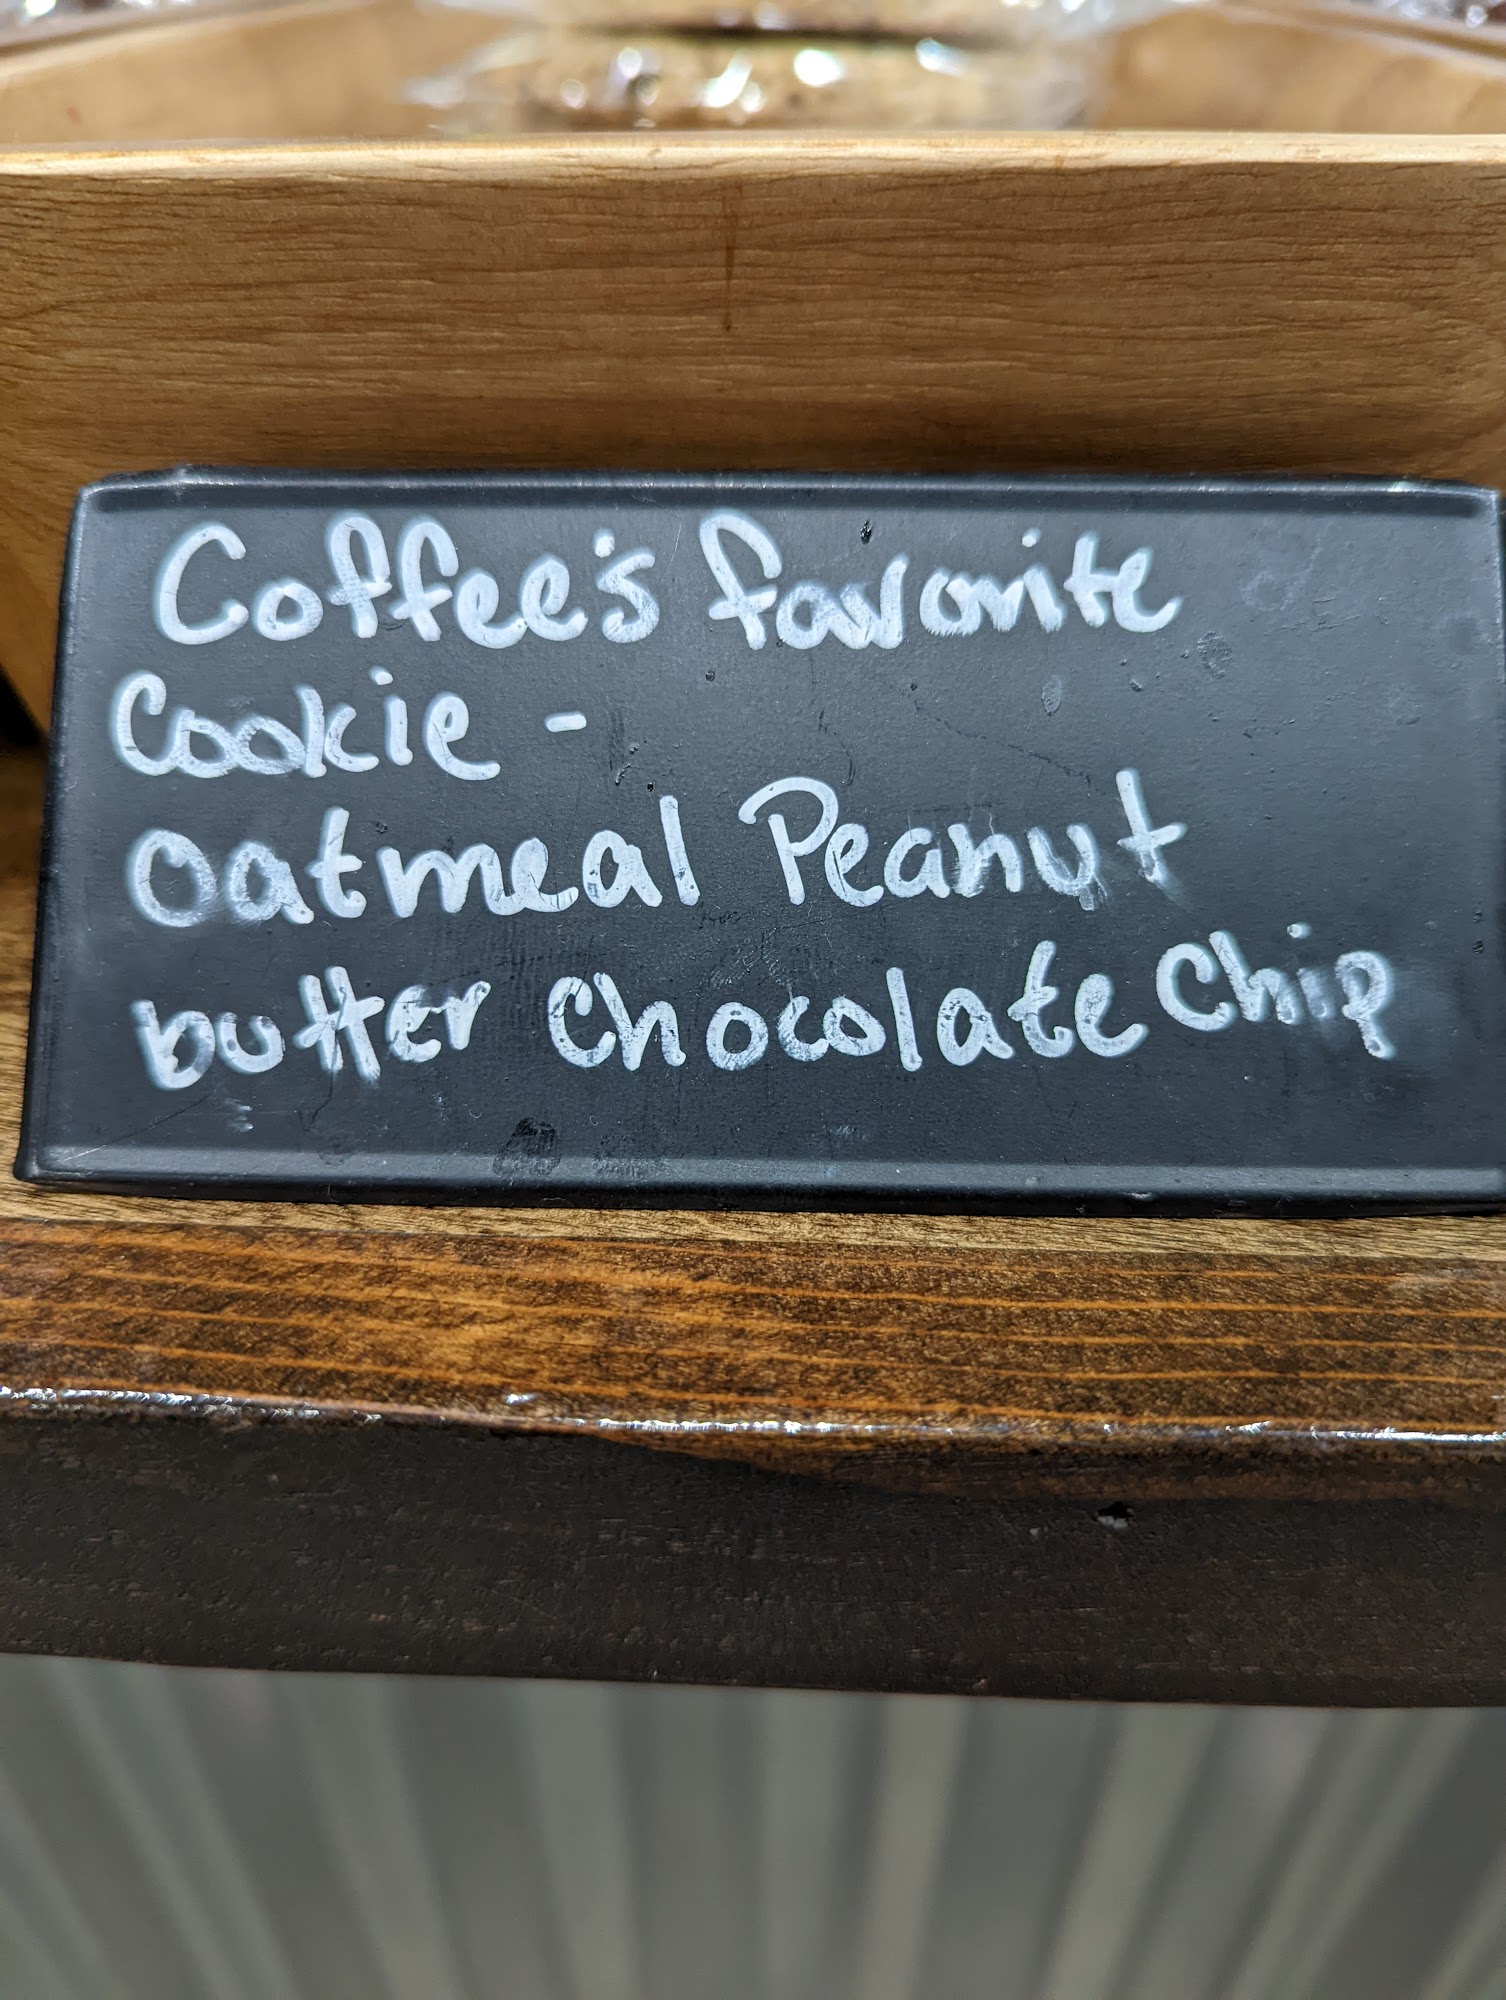 Coffee's favorite
Cookie -
Oatmeal Peanut
butter Chocolate Chip